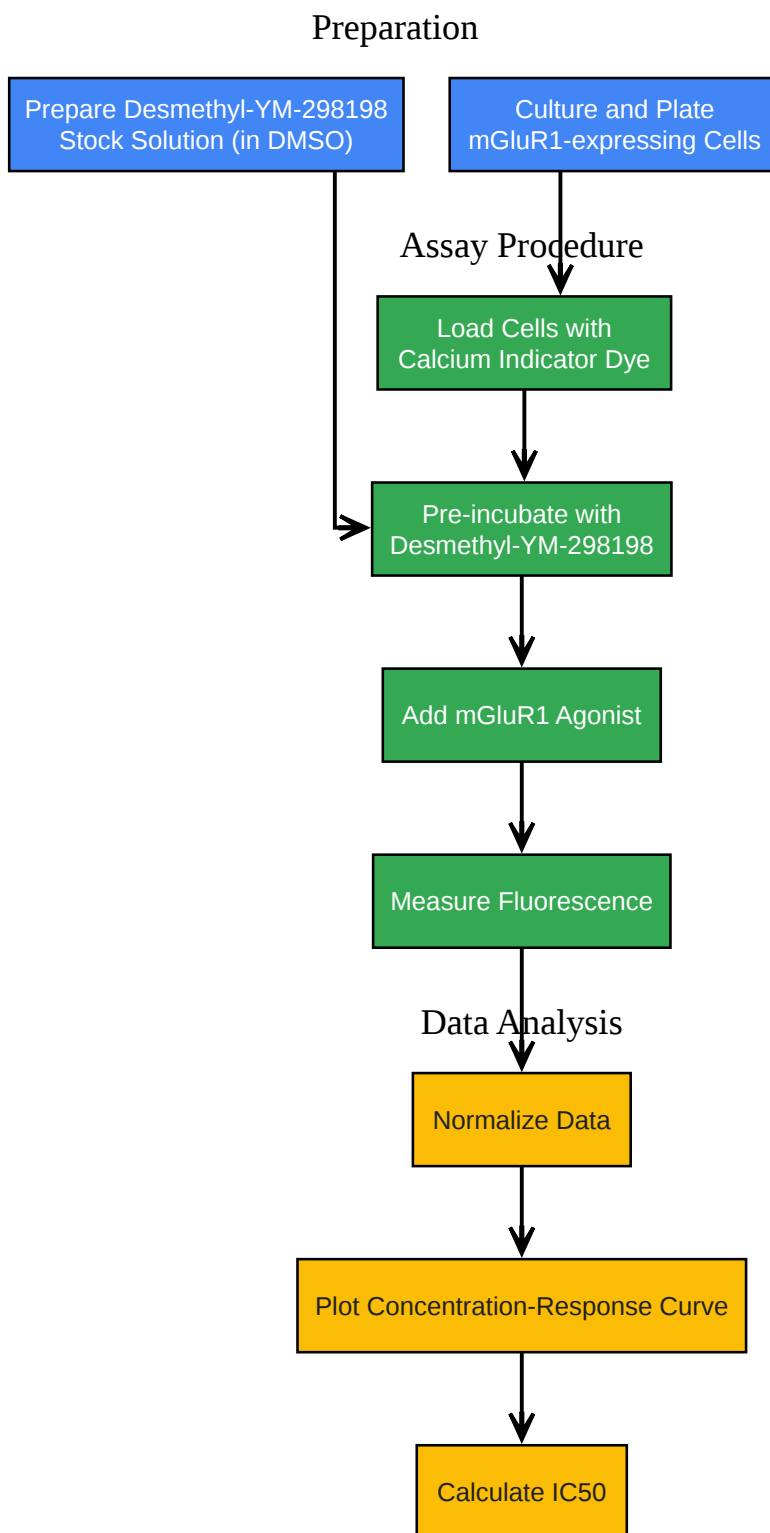 Preparation
Prepare Desmethyl-YM-298198
Stock Solution (in DMSO)
Culture and Plate
mGluR1-expressing Cells
Assay Procedure
Load Cells with
Calcium Indicator Dye
Pre-incubate with
Desmethyl-YM-298198
Add mGluR1 Agonist
Measure Fluorescence
Data Analysis
Normalize Data
Plot Concentration-Response Curve
Calculate IC50